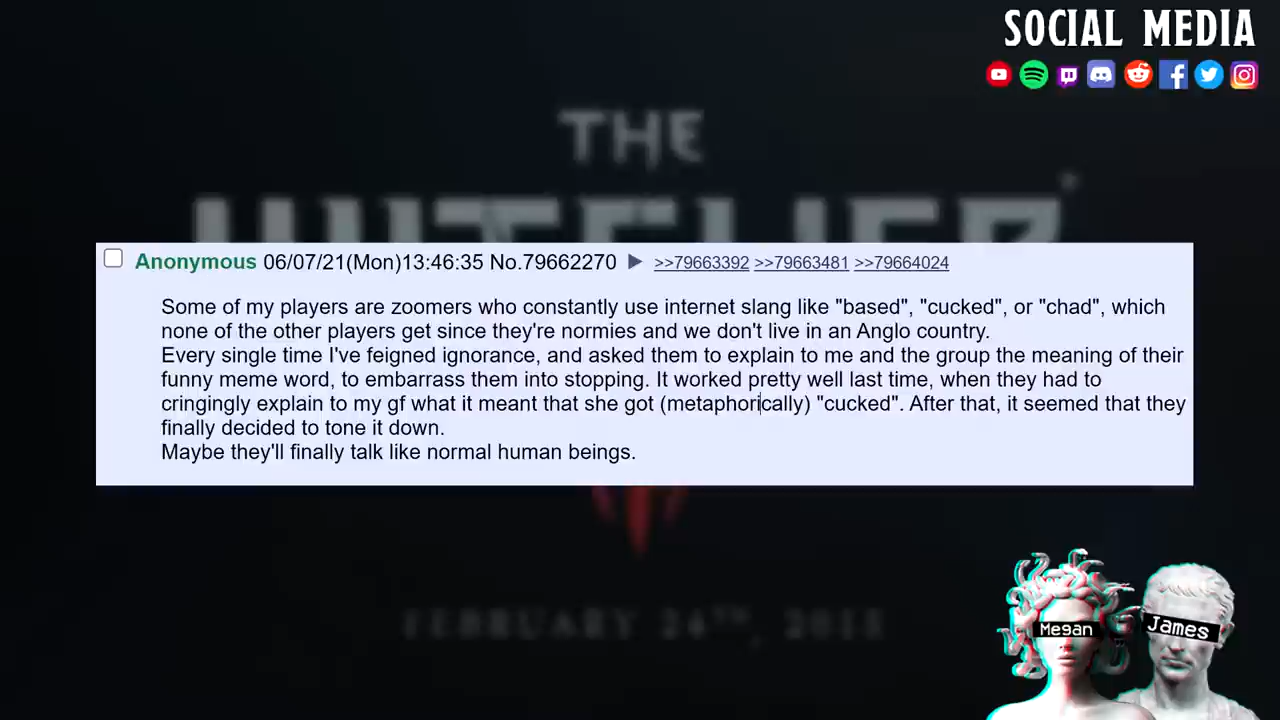 SOCIAL MEDIA
THE
WITCHER
Anonymous 06/07/21(Mon)13:46:35 No.79662270 ▶ >>79663392 >>79663481 >>79664024
Some of my players are zoomers who constantly use internet slang like "based", "cucked", or "chad", which
none of the other players get since they're normies and we don't live in an Anglo country.
Every single time I've feigned ignorance, and asked them to explain to me and the group the meaning of their
funny meme word, to embarrass them into stopping. It worked pretty well last time, when they had to
cringingly explain to my gf what it meant that she got (metaphorically) "cucked". After that, it seemed that they
finally decided to tone it down.
Maybe they'll finally talk like normal human beings.
FEBRUARY 24TH, 2015
Megan
James